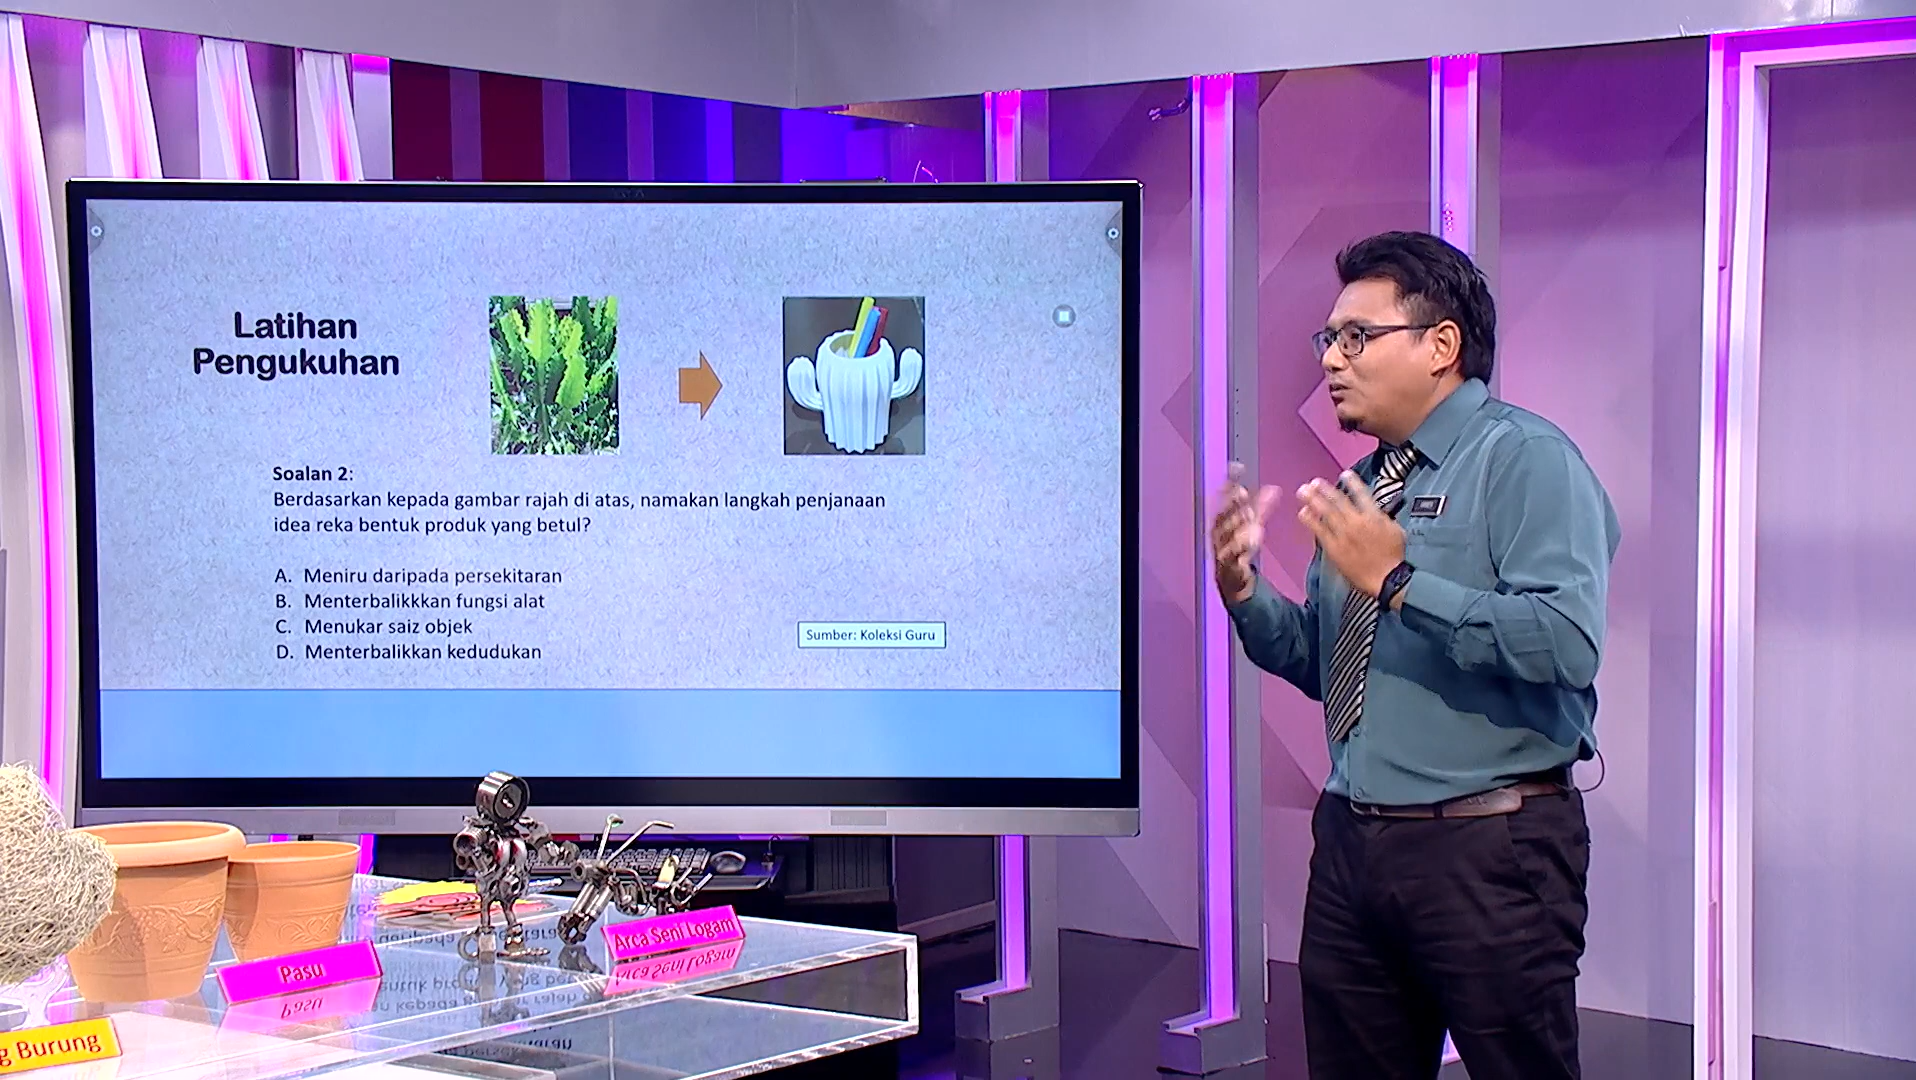 Latihan
Pengukuhan
Soalan 2:
Berdasarkan kepada gambar rajah di atas, namakan langkah penjanaan
idea reka bentuk produk yang betul?
A. Meniru daripada persekitaran
B. Menterbalikkkan fungsi alat
C. Menukar saiz objek
D. Menterbalikkan kedudukan
Sumber: Koleksi Guru
Arca Seni Logam
Pasu
g Burung